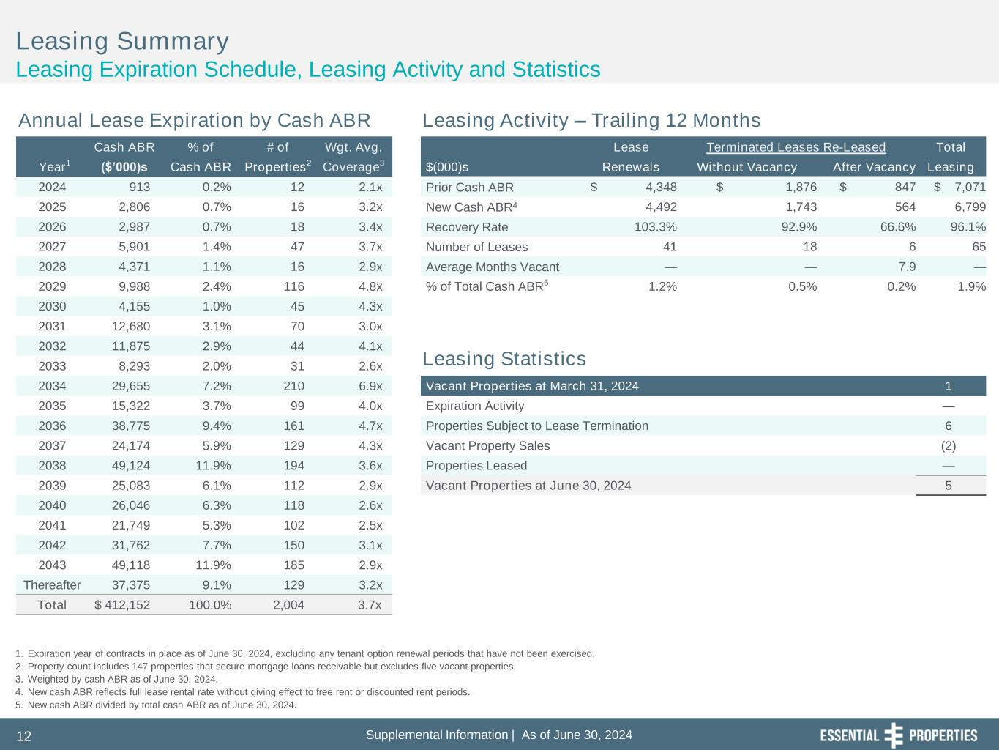 Leasing Summary
Leasing Expiration Schedule, Leasing Activity and Statistics
Annual Lease Expiration by Cash ABR
Cash ABR % of # of Wgt. Avg.
Year1 ($'000)s Cash ABR Properties2 Coverage3
2024 913 0.2% 12 2.1x
2025 2,806 0.7% 16 3.2x
2026 2,987 0.7% 18 3.4x
2027 5,901 1.4% 47 3.7x
2028 4,371 1.1% 16 2.9x
2029 9,988 2.4% 116 4.8x
2030 4,155 1.0% 45 4.3x
2031 12,680 3.1% 70 3.0x
2032 11,875 2.9% 44 4.1x
2033 8,293 2.0% 31 2.6x
2034 29,655 7.2% 210 6.9x
2035 15,322 3.7% 99 4.0x
2036 38,775 9.4% 161 4.7x
2037 24,174 5.9% 129 4.3x
2038 49,124 11.9% 194 3.6x
2039 25,083 6.1% 112 2.9x
2040 26,046 6.3% 118 2.6x
2041 21,749 5.3% 102 2.5x
2042 31,762 7.7% 150 3.1x
2043 49,118 11.9% 185 2.9x
Thereafter 37,375 9.1% 129 3.2x
Total $ 412,152 100.0% 2,004 3.7x
Leasing Activity – Trailing 12 Months
Lease Terminated Leases Re-Leased Total
$(000)s Renewals Without Vacancy After Vacancy Leasing
Prior Cash ABR $ 4,348 $ 1,876 $ 847 $ 7,071
New Cash ABR4 4,492 1,743 564 6,799
Recovery Rate 103.3% 92.9% 66.6% 96.1%
Number of Leases 41 18 6 65
Average Months Vacant — — 7.9 —
% of Total Cash ABR5 1.2% 0.5% 0.2% 1.9%
Leasing Statistics
Vacant Properties at March 31, 2024 1
Expiration Activity —
Properties Subject to Lease Termination 6
Vacant Property Sales (2)
Properties Leased —
Vacant Properties at June 30, 2024 5
1. Expiration year of contracts in place as of June 30, 2024, excluding any tenant option renewal periods that have not been exercised.
2. Property count includes 147 properties that secure mortgage loans receivable but excludes five vacant properties.
3. Weighted by cash ABR as of June 30, 2024.
4. New cash ABR reflects full lease rental rate without giving effect to free rent or discounted rent periods.
5. New cash ABR divided by total cash ABR as of June 30, 2024.
12
Supplemental Information | As of June 30, 2024
ESSENTIAL PROPERTIES